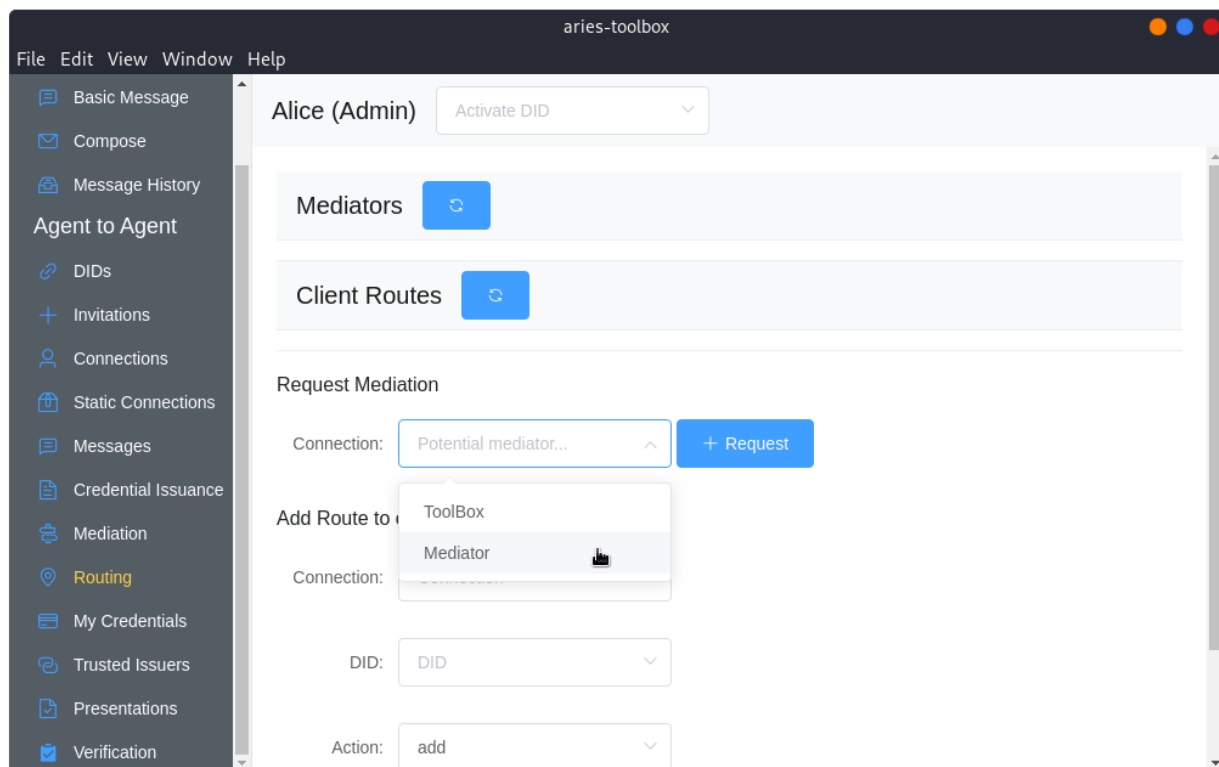 aries-toolbox
File Edit View Window Help
Basic Message
Compose
Message History
Agent to Agent
DIDs
Invitations
Connections
Static Connections
Messages
Credential Issuance
Mediation
Routing
My Credentials
Trusted Issuers
Presentations
Verification
Alice (Admin) Activate DID
Mediators
Client Routes
Request Mediation
Connection: Potential mediator... + Request
ToolBox
Mediator
Add Route to
Connection:
DID: DID
Action: add